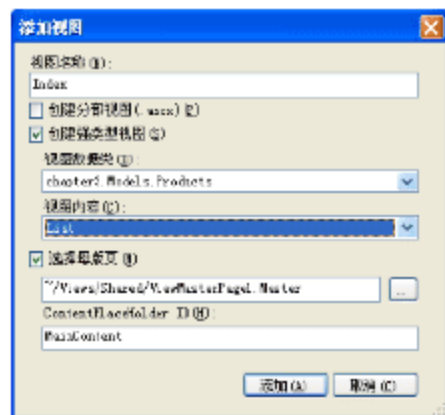 添加视图
视图名称(N):
Index
创建分部视图(.ascx)(P)
创建强类型视图(S)
视图数据类(T):
chapter2.Models.Products
视图内容(C):
List
选择母版页(M)
~/Views/Shared/ViewMasterPage1.Master
...
ContentPlaceHolder ID(H):
MainContent
添加(A) 取消(C)